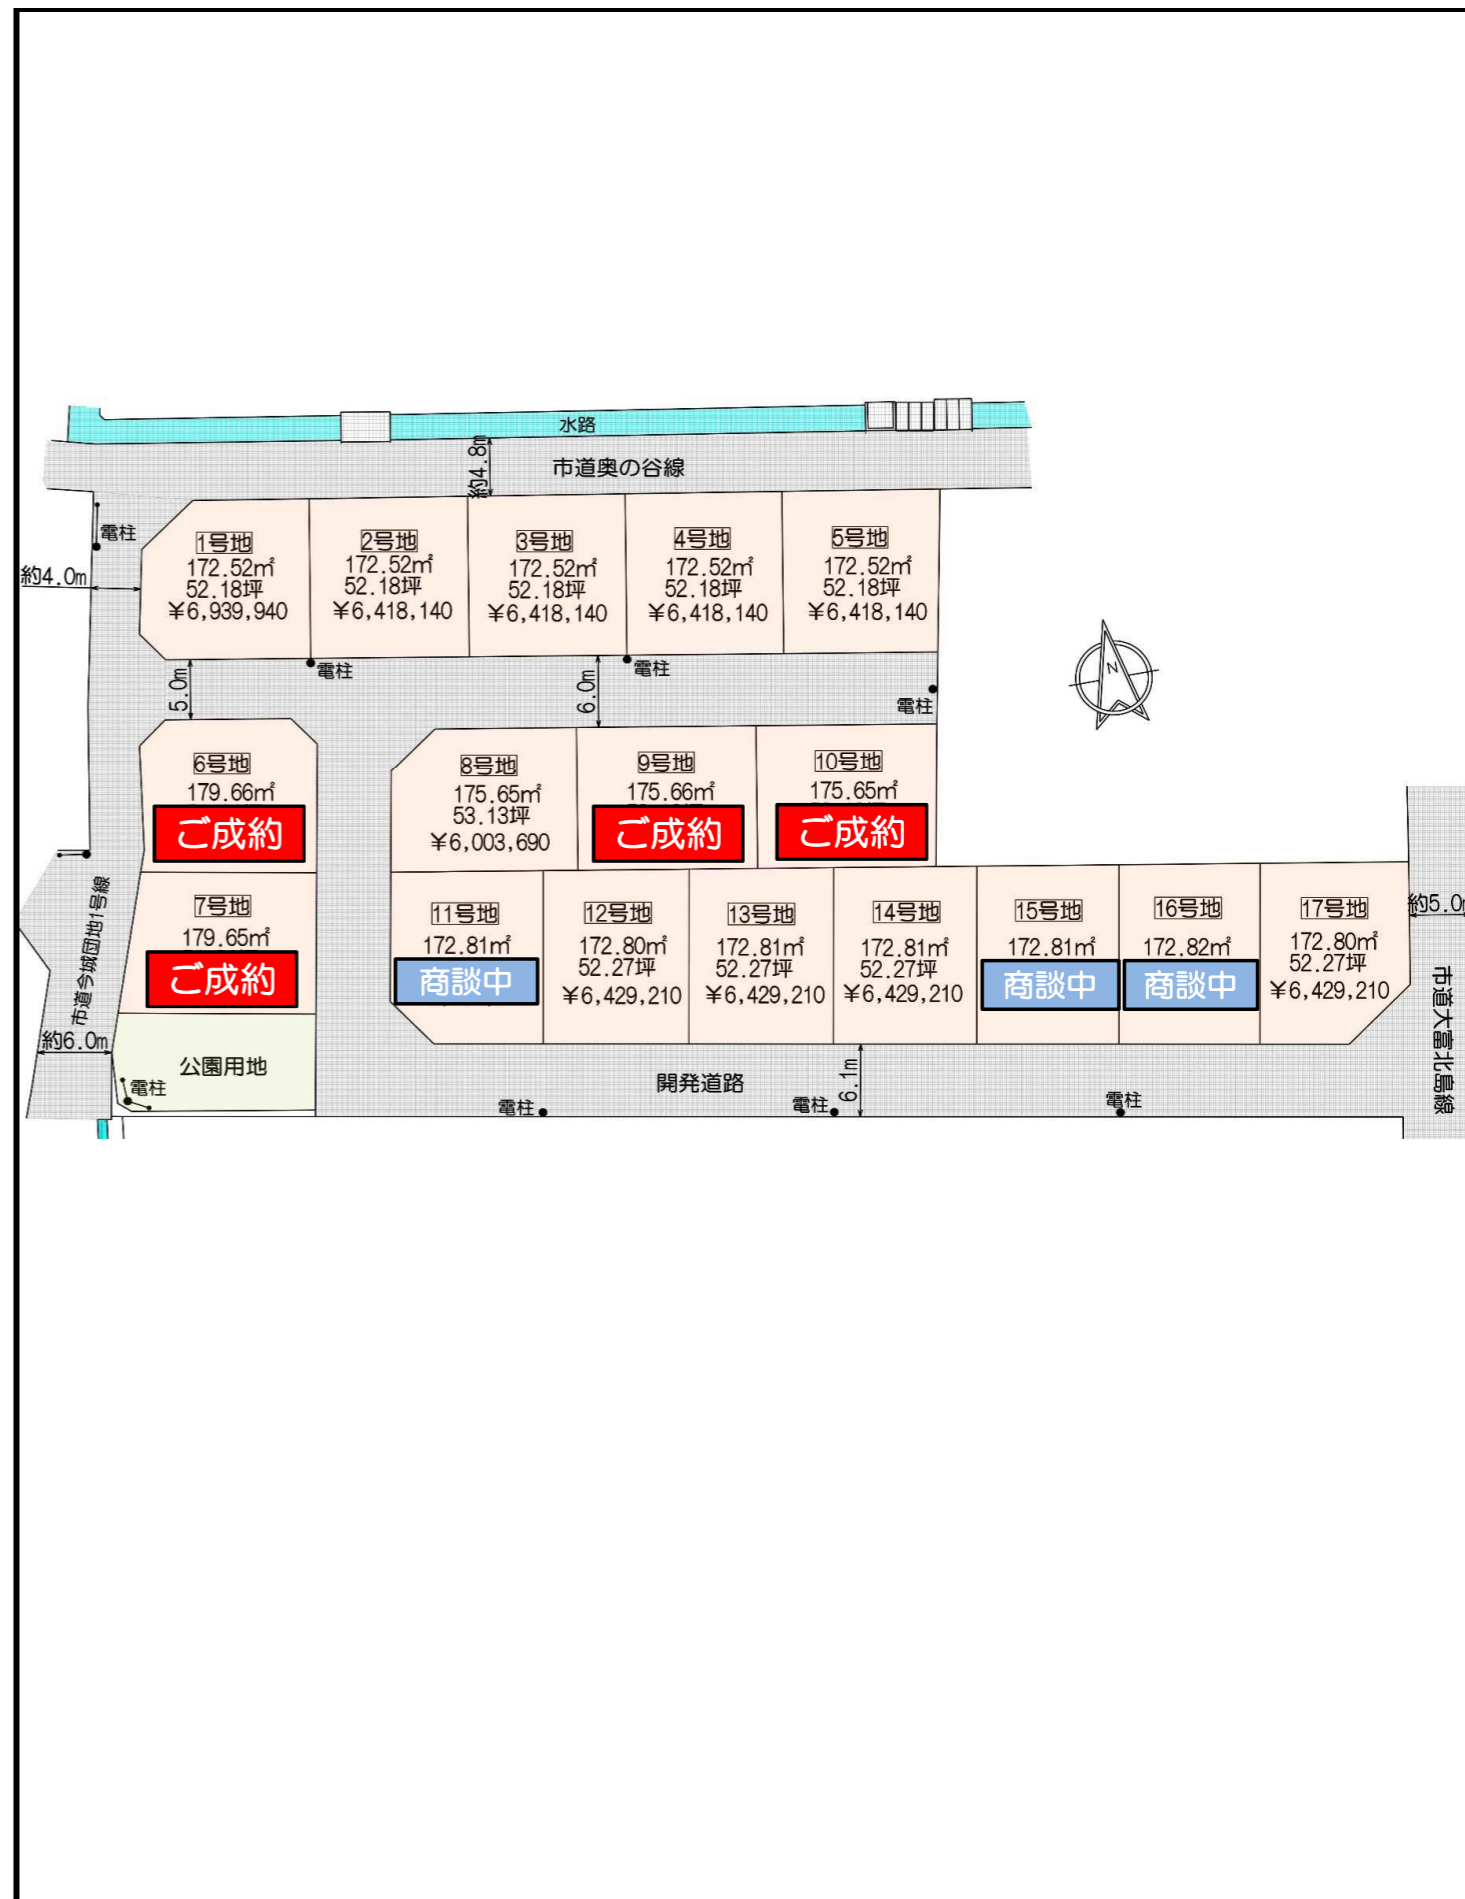 水路
市道奥の谷線
約4.8m
電柱
約4.0m
1号地
172.52㎡
52.18坪
¥6,939,940
2号地
172.52㎡
52.18坪
¥6,418,140
3号地
172.52㎡
52.18坪
¥6,418,140
4号地
172.52㎡
52.18坪
¥6,418,140
5号地
172.52㎡
52.18坪
¥6,418,140
5.0m
電柱
6.0m
電柱
電柱
N
6号地
179.66㎡
ご成約
8号地
175.65㎡
53.13坪
¥6,003,690
9号地
175.66㎡
ご成約
10号地
175.65㎡
ご成約
市道今城団地1号線
7号地
179.65㎡
ご成約
11号地
172.81㎡
商談中
12号地
172.80㎡
52.27坪
¥6,429,210
13号地
172.81㎡
52.27坪
¥6,429,210
14号地
172.81㎡
52.27坪
¥6,429,210
15号地
172.81㎡
商談中
16号地
172.82㎡
商談中
17号地
172.80㎡
52.27坪
¥6,429,210
約5.0m
市道大富北島線
約6.0m
公園用地
電柱
開発道路
6.1m
電柱
電柱
電柱